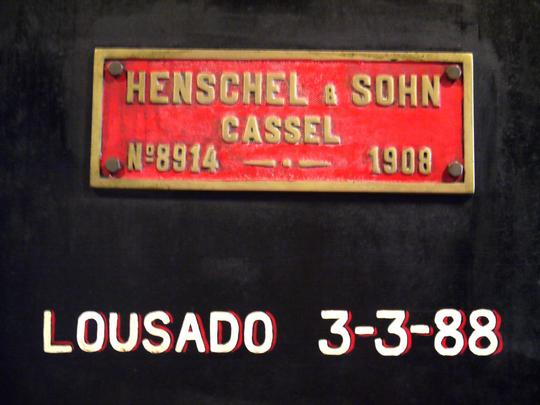 HENSCHEL & SOHN
CASSEL
Nº8914 — • — 1908
LOUSADO 3-3-88